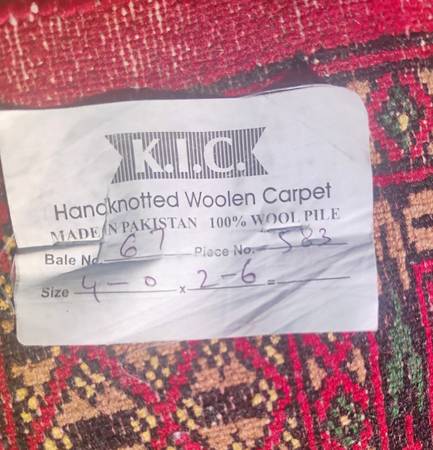 K.I.C.
Handknotted Woolen Carpet
MADE IN PAKISTAN 100% WOOL PILE
Bale No. 67 Piece No. 583
Size 4-0 x 2-6 =